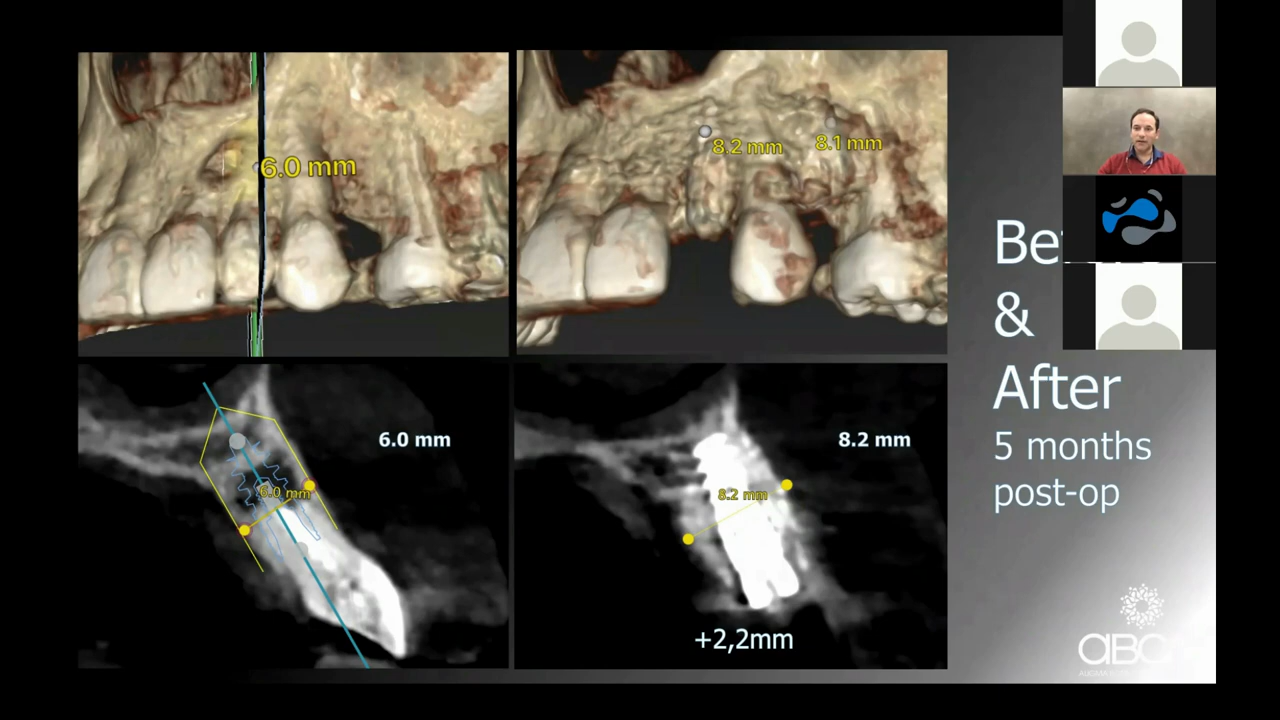 6.0 mm
8.2 mm
8.1 mm
Be
&
After
5 months
post-op
6.0 mm
6.0 mm
8.2 mm
8.2 mm
+2,2mm